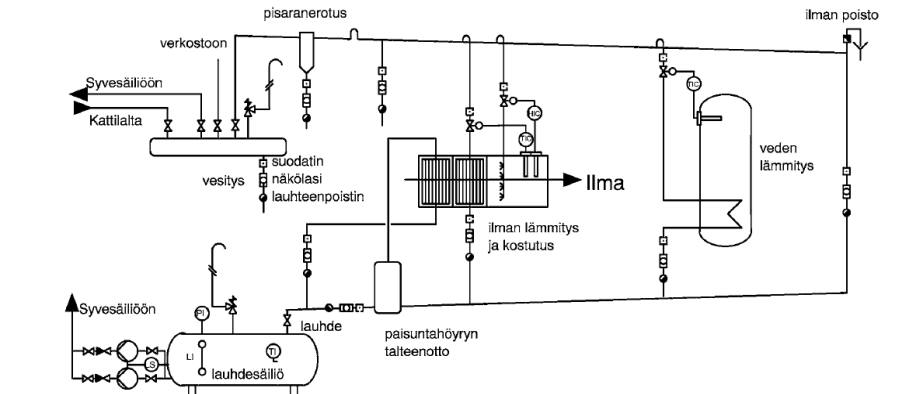 pisaranerotus
ilman poisto
verkostoon
Syvesäiliöön
Kattilalta
TIC
HIC
TIC
veden
lämmitys
suodatin
vesitys
näkölasi
lauhteenpoistin
Ilma
ilman lämmitys
ja kostutus
Syvesäiliöön
PI
lauhde
paisuntahöyryn
talteenotto
LI
TI
LS
lauhdesäiliö